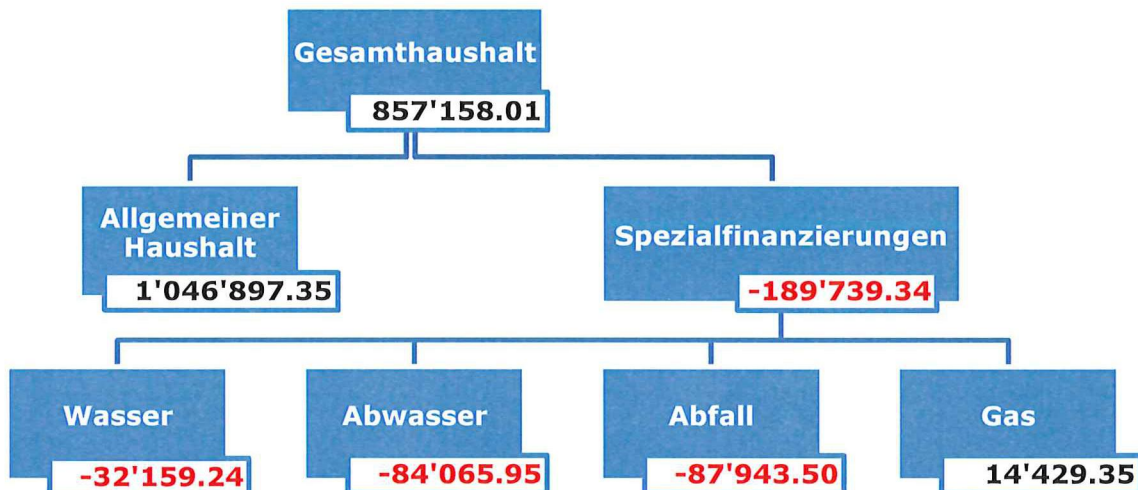 Gesamthaushalt
857'158.01
Allgemeiner
Haushalt
1'046'897.35
Spezialfinanzierungen
-189'739.34
Wasser
-32'159.24
Abwasser
-84'065.95
Abfall
-87'943.50
Gas
14'429.35